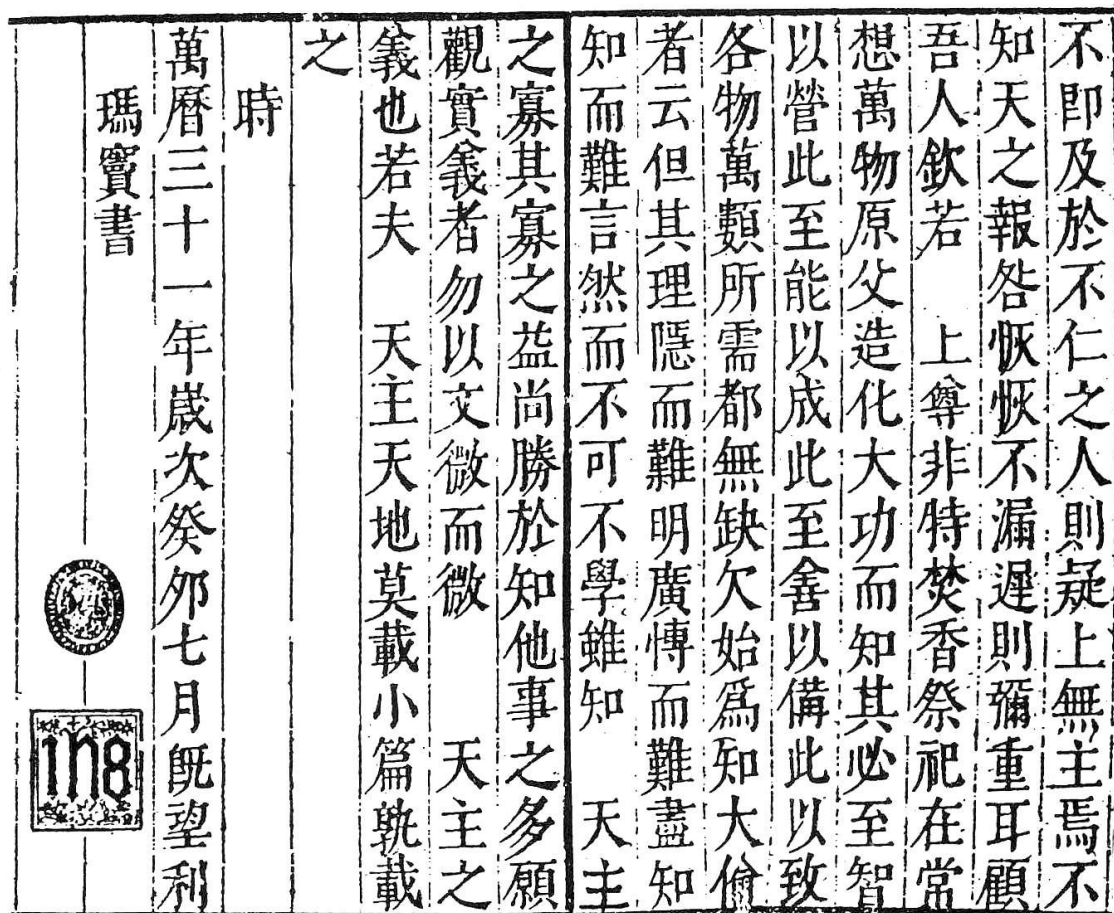 不即及於不仁之人則疑上無主焉不
知天之報咎恢恢不漏遲則彌重耳顧
吾人欽若　上尊非特焚香祭祀在常
想萬物原父造化大功而知其必至智
以營此至能以成此至善以備此以致
各物萬類所需都無缺欠始爲知大倫
者云但其理隱而難明廣博而難盡知
知而難言然而不可不學雖知　天主
之寡其寡之益尚勝於知他事之多願
觀實義者勿以文微而微　天主之
義也若夫　天主天地莫載小篇孰載
之
時
萬曆三十一年歲次癸卯七月既望利
瑪竇書
IHS